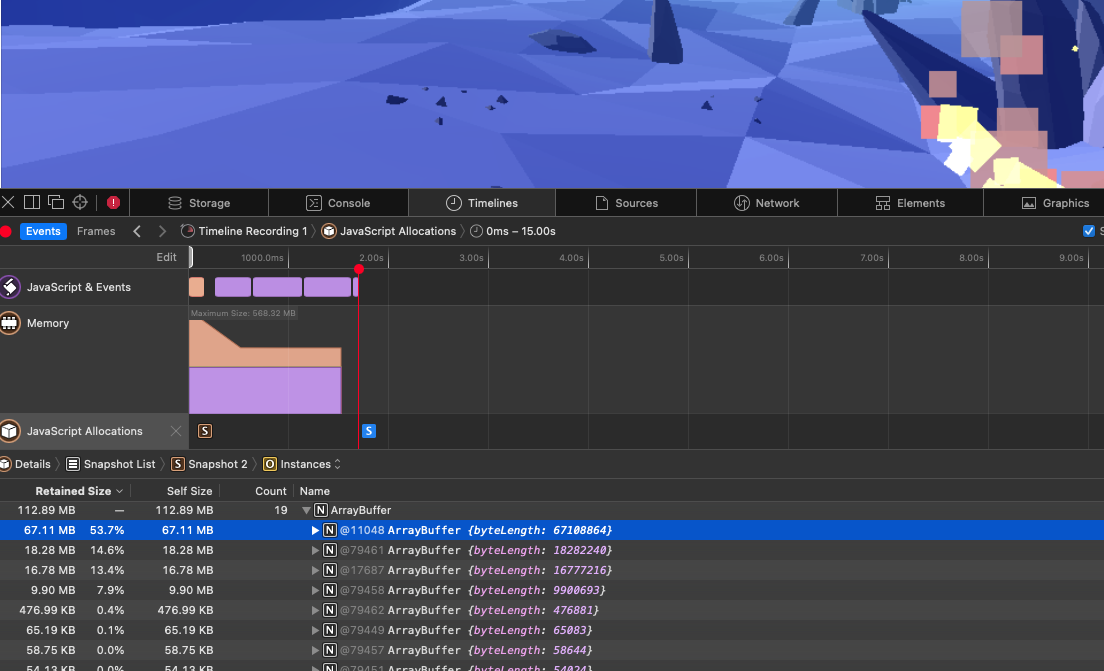 Storage Console Timelines Sources Network Elements Graphics
Events Frames Timeline Recording 1 JavaScript Allocations 0ms – 15.00s S
Edit 1000.0ms 2.00s 3.00s 4.00s 5.00s 6.00s 7.00s 8.00s 9.00s
JavaScript & Events
Maximum Size: 568.32 MB
Memory
JavaScript Allocations S S
Details Snapshot List S Snapshot 2 O Instances
Retained Size Self Size Count Name
112.89 MB — 112.89 MB 19 N ArrayBuffer
67.11 MB 53.7% 67.11 MB N @11048 ArrayBuffer {byteLength: 67108864}
18.28 MB 14.6% 18.28 MB N @79461 ArrayBuffer {byteLength: 18282240}
16.78 MB 13.4% 16.78 MB N @17687 ArrayBuffer {byteLength: 16777216}
9.90 MB 7.9% 9.90 MB N @79458 ArrayBuffer {byteLength: 9900693}
476.99 KB 0.4% 476.99 KB N @79462 ArrayBuffer {byteLength: 476881}
65.19 KB 0.1% 65.19 KB N @79449 ArrayBuffer {byteLength: 65083}
58.75 KB 0.0% 58.75 KB N @79457 ArrayBuffer {byteLength: 58644}
54.13 KB 0.0% 54.13 KB N @79451 ArrayBuffer {byteLength: 54024}